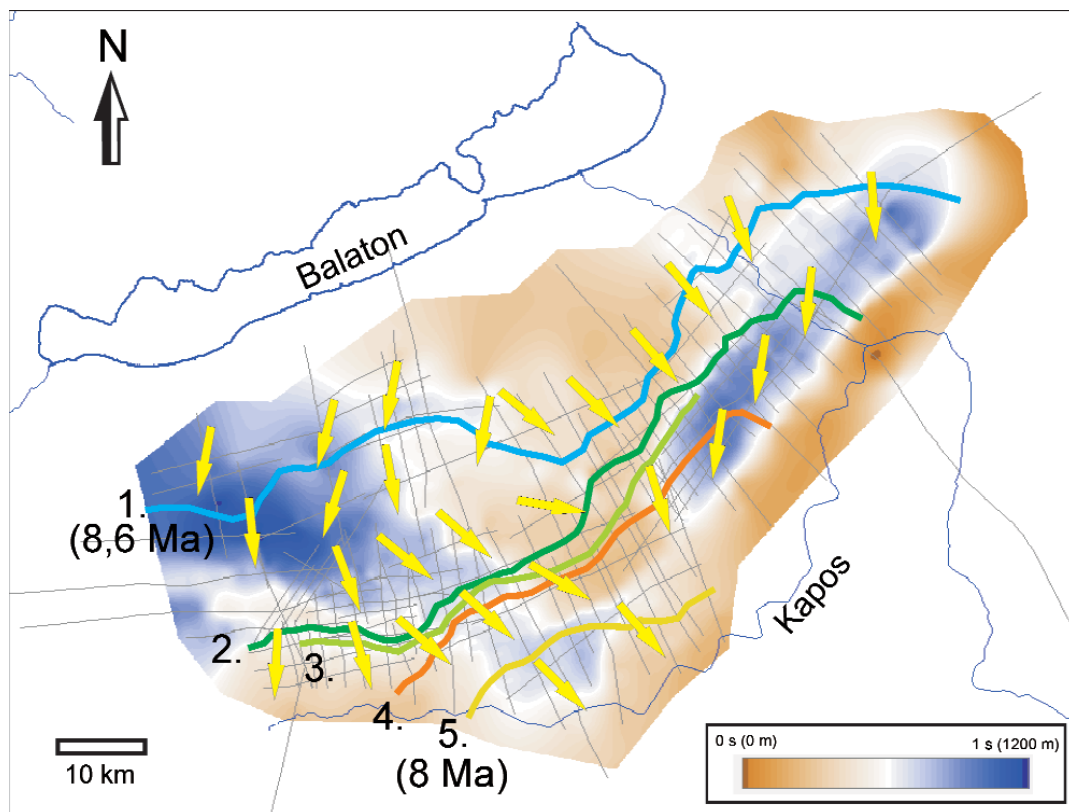 N
Balaton
1.
(8,6 Ma)
2.
3.
4.
5.
(8 Ma)
Kapos
10 km
0 s (0 m)
1 s (1200 m)